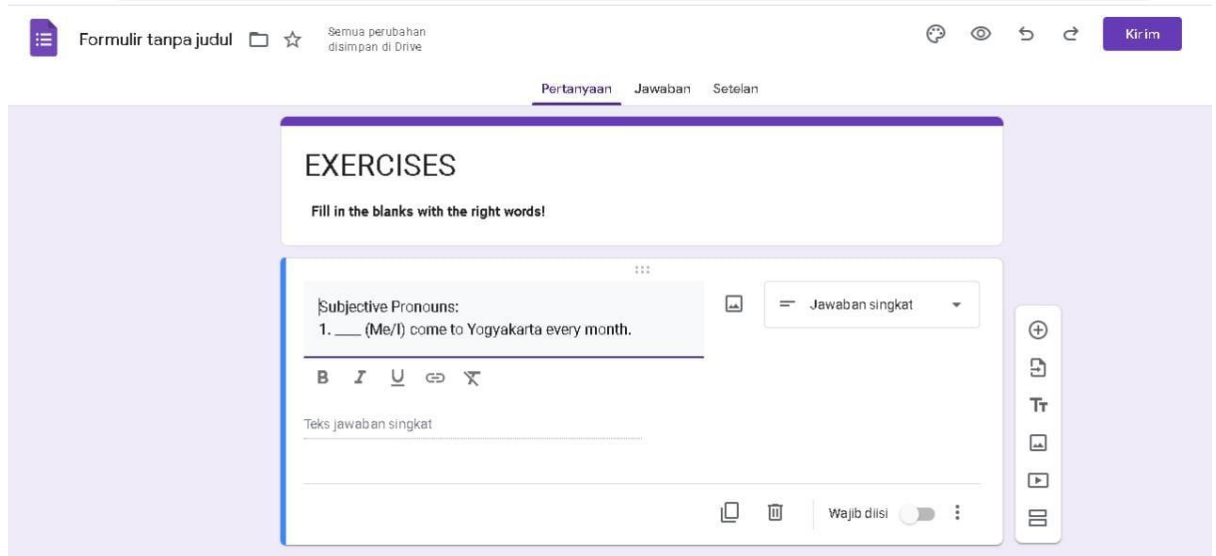 Formulir tanpa judul
Semua perubahan
disimpan di Drive
Kirim
Pertanyaan Jawaban Setelan
EXERCISES
Fill in the blanks with the right words!
Subjective Pronouns:
1. ___ (Me/I) come to Yogyakarta every month.
Jawaban singkat
B I U
Teks jawaban singkat
Tт
Wajib diisi